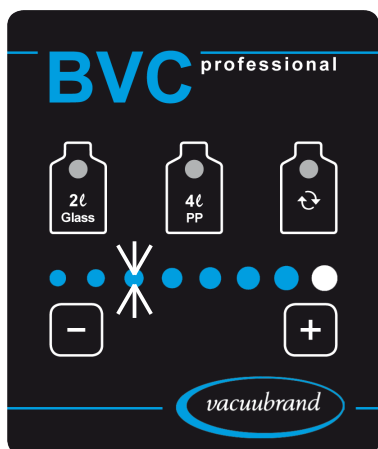 BVC professional
2ℓ
Glass
4ℓ
PP
- +
vacuubrand